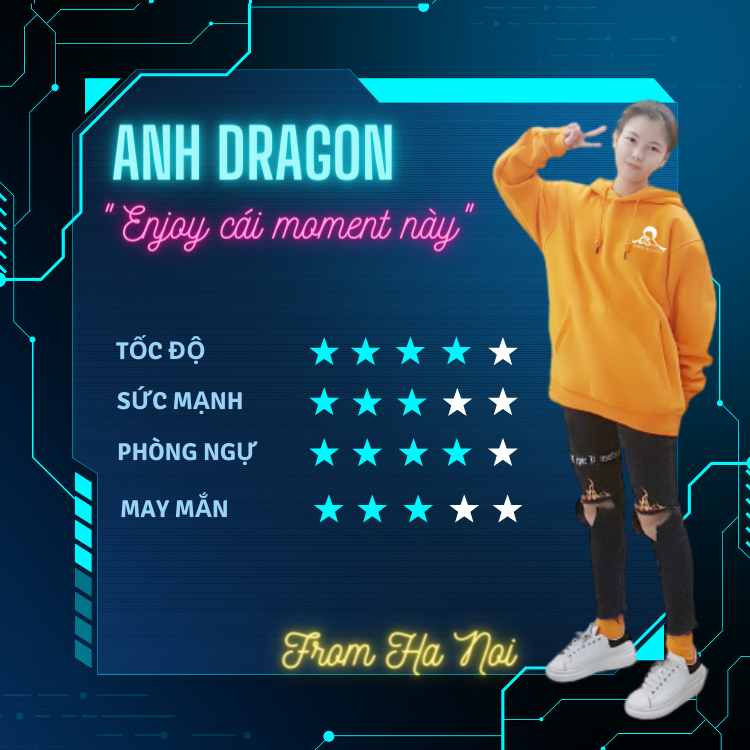 ANH DRAGON
"Enjoy cái moment này"
TỐC ĐỘ
SỨC MẠNH
PHÒNG NGỰ
MAY MẮN
From Ha Noi